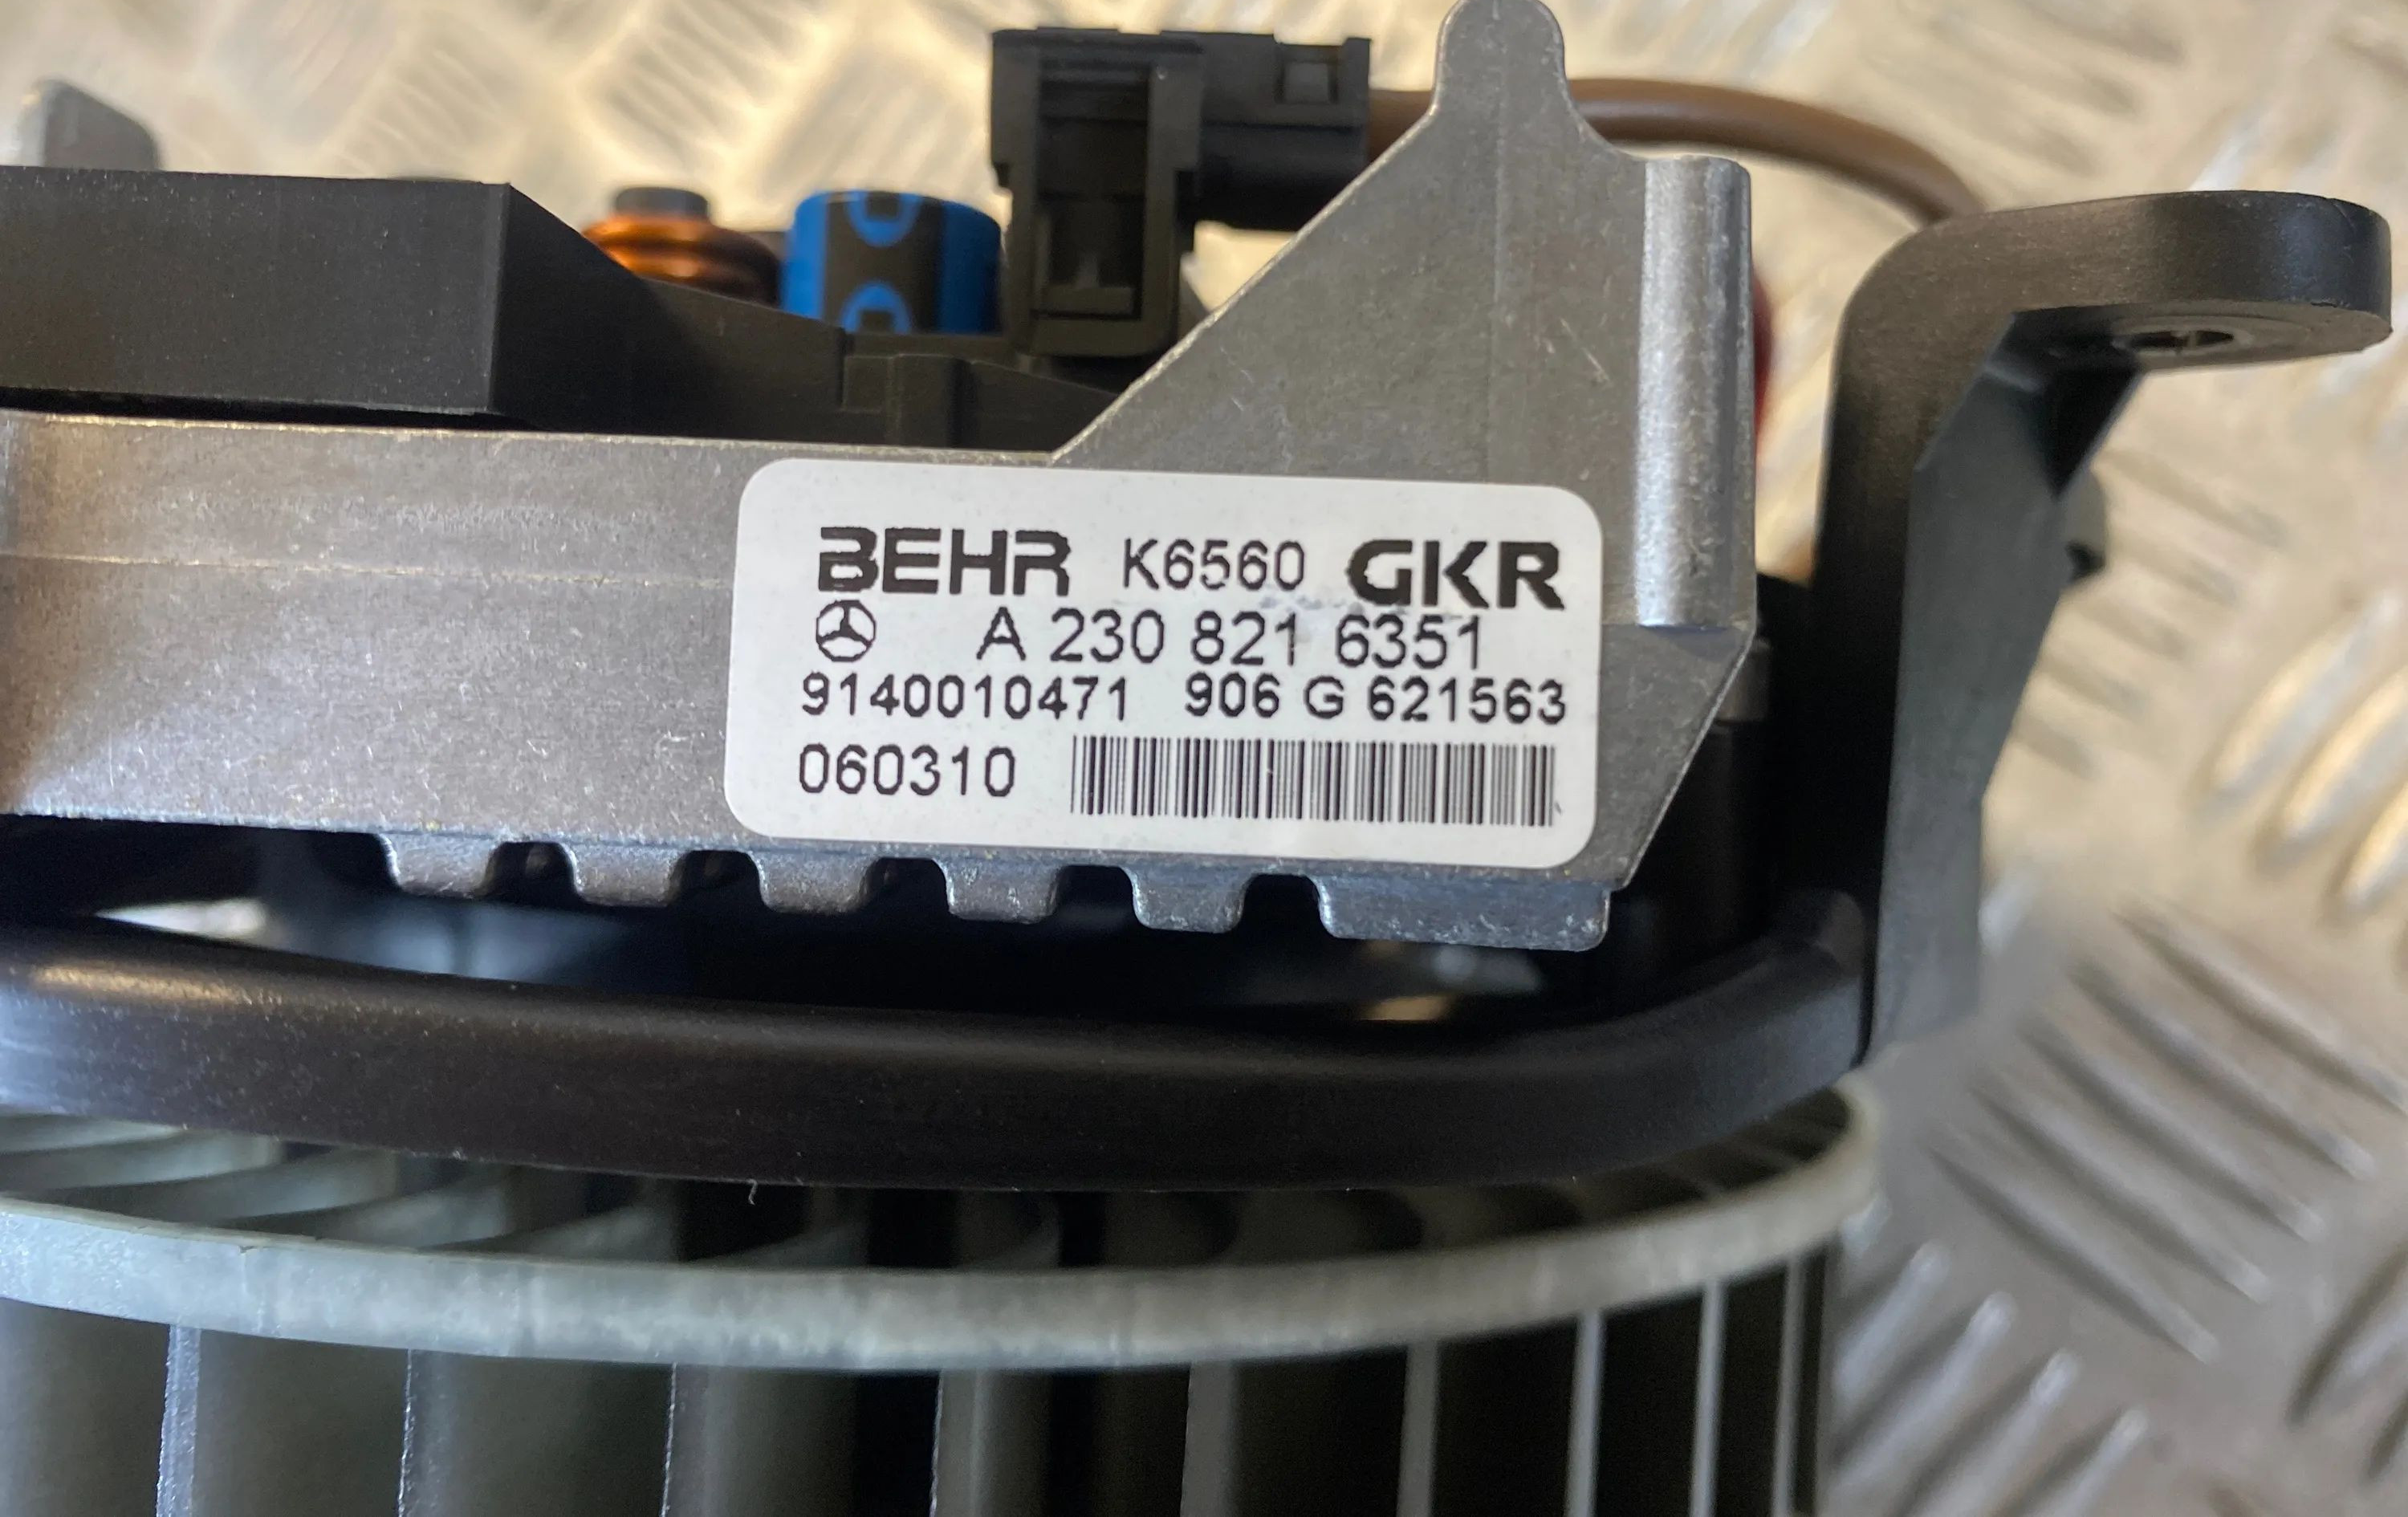 BEHR K6560 GKR
A 230 821 6351
9140010471 906 G 621563
060310